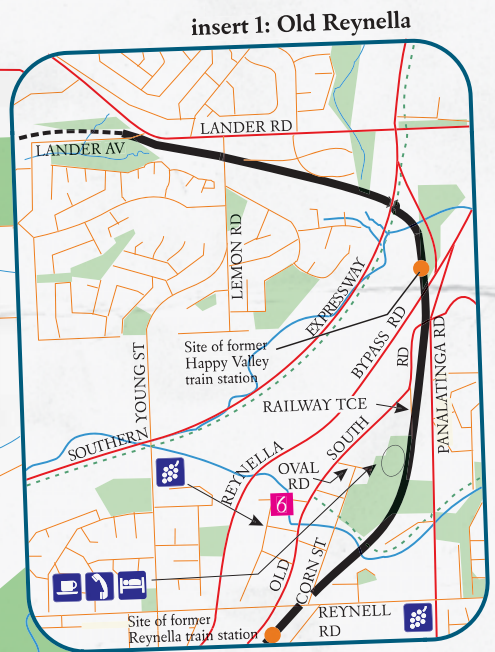 insert 1: Old Reynella
LANDER RD
LANDER AV
LEMON RD
EXPRESSWAY
Site of former
Happy Valley
train station
BYPASS RD
RD
PANALATINGA RD
YOUNG ST
RAILWAY TCE
SOUTHERN
REYNELLA
SOUTH
OVAL
RD
6
OLD
CORN ST
Site of former
Reynella train station
REYNELL
RD